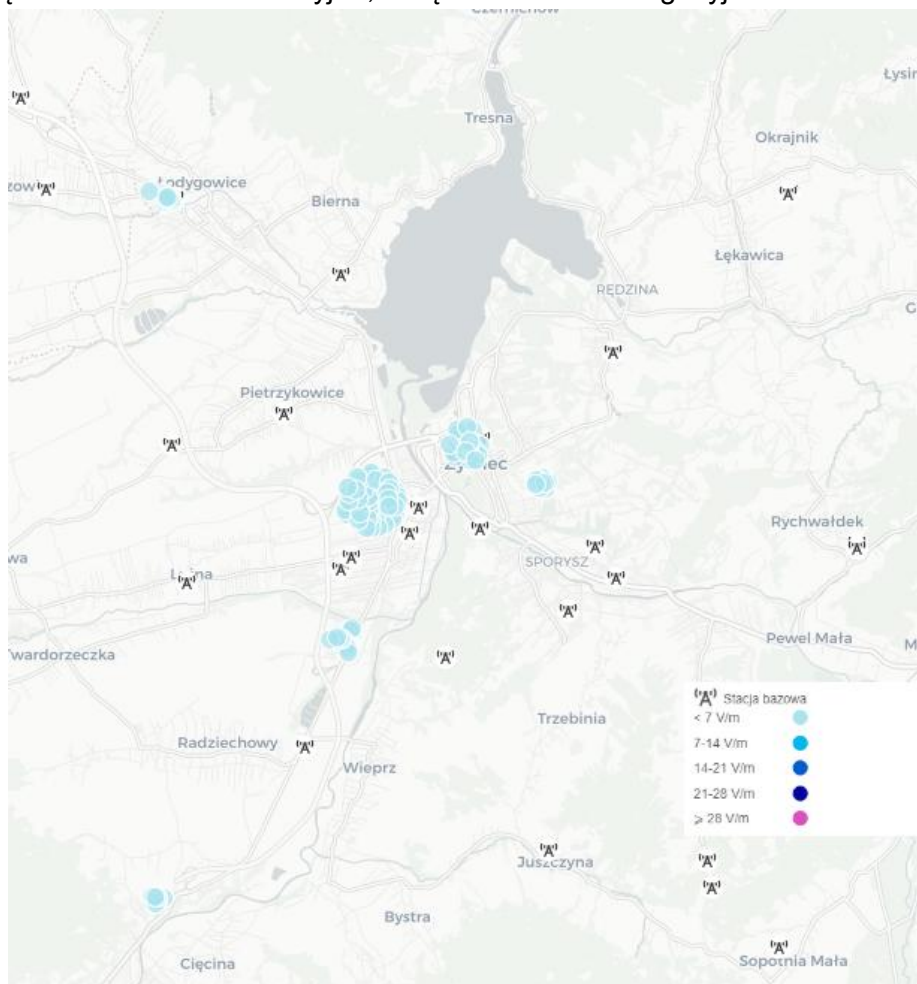 Tresna
Łysin
Okrajnik
Łodygowice
Bierna
Łękawica
RĘDZINA
Pietrzykowice
Rychwałdek
wa
SPORYSZ
Pewel Mała
Twardorzeczka
M
Stacja bazowa
< 7 V/m
7-14 V/m
14-21 V/m
21-28 V/m
⩾ 28 V/m
Trzebinia
Radziechowy
Wieprz
Juszczyna
Bystra
Cięcina
Sopotnia Mała